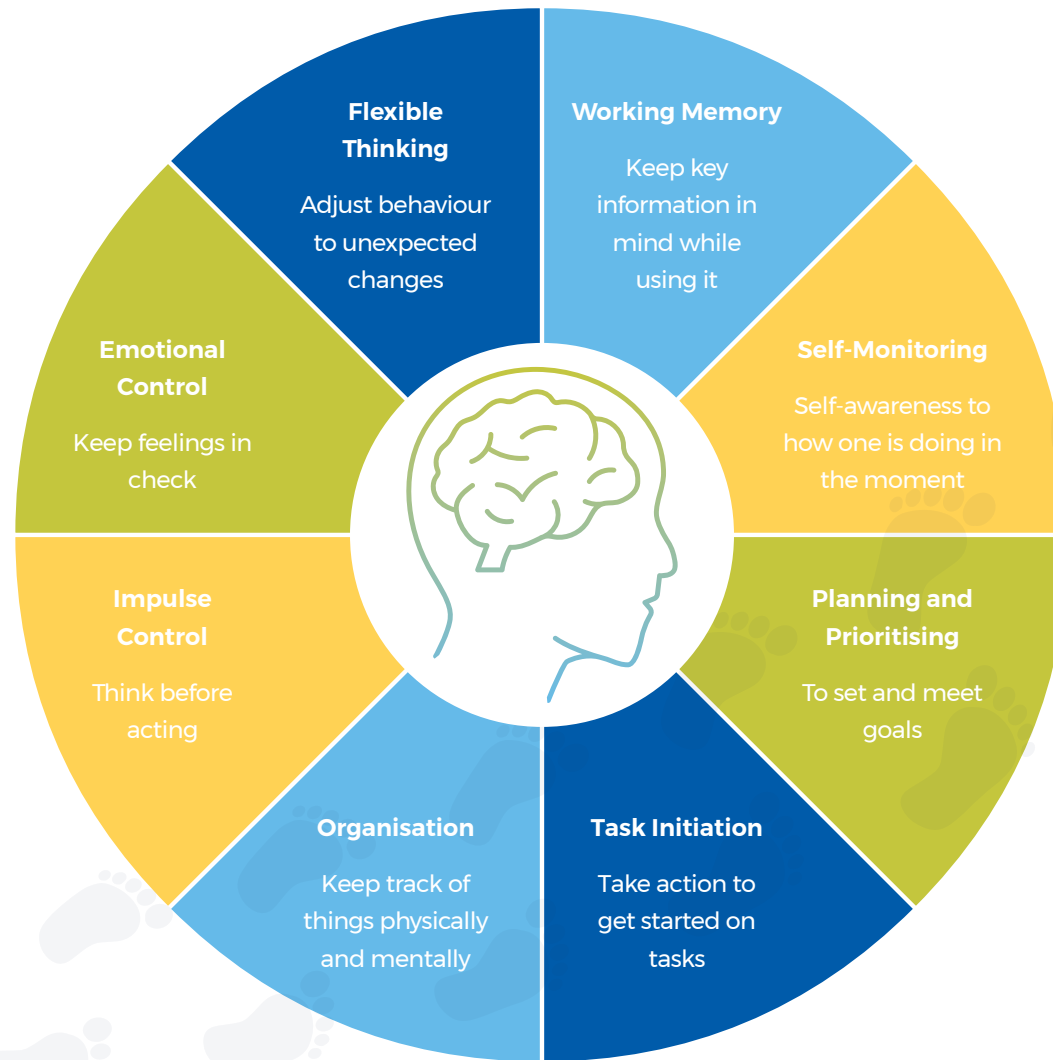 Flexible
Thinking
Adjust behaviour
to unexpected
changes
Working Memory
Keep key
information in
mind while
using it
Self-Monitoring
Self-awareness to
how one is doing in
the moment
Planning and
Prioritising
To set and meet
goals
Task Initiation
Take action to
get started on
tasks
Organisation
Keep track of
things physically
and mentally
Impulse
Control
Think before
acting
Emotional
Control
Keep feelings in
check